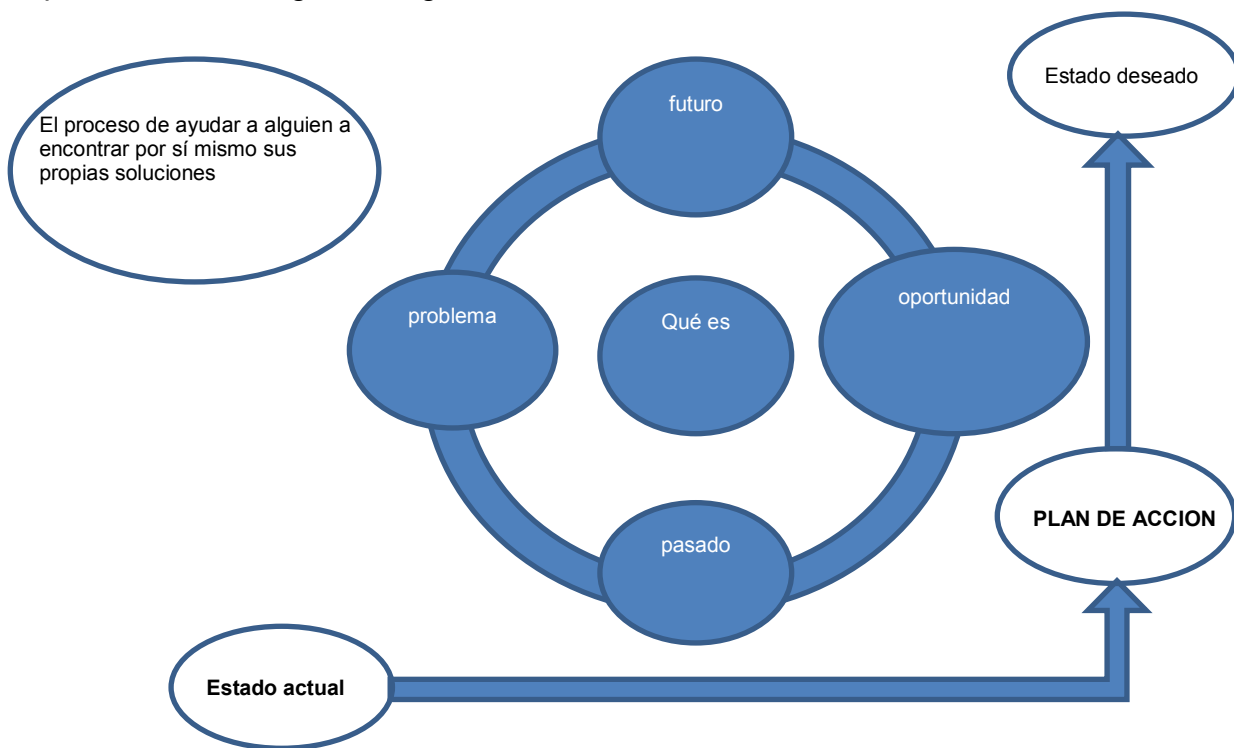 futuro
Estado deseado
El proceso de ayudar a alguien a
encontrar por sí mismo sus
propias soluciones
problema
Qué es
oportunidad
PLAN DE ACCION
pasado
Estado actual